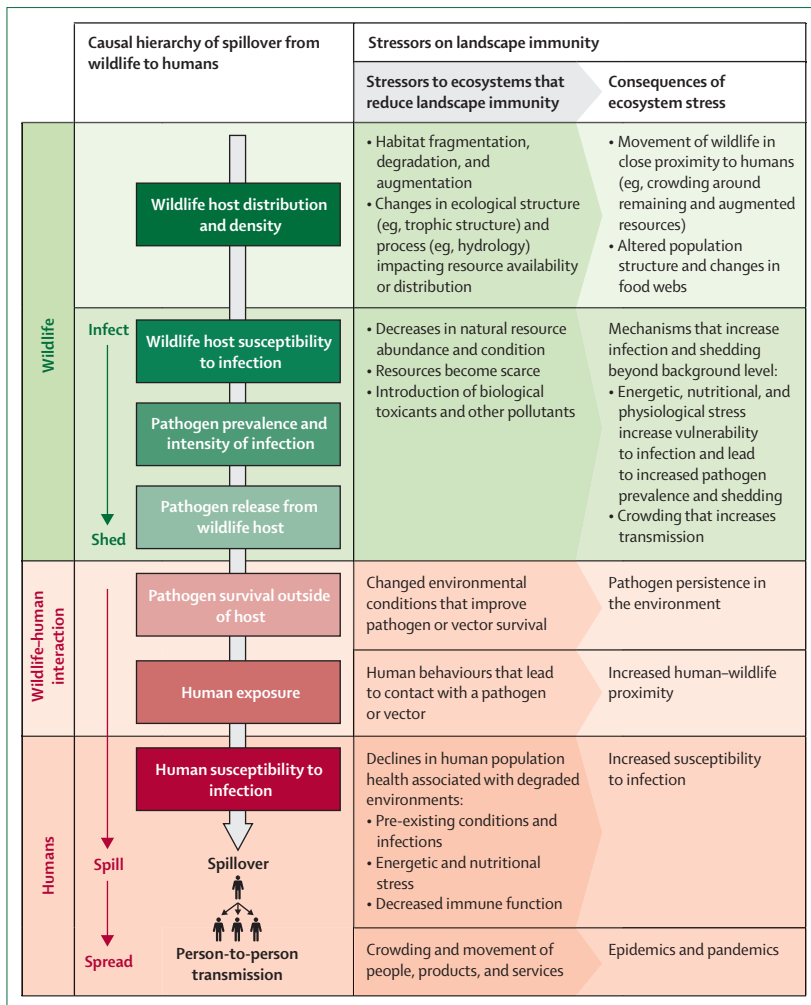 Causal hierarchy of spillover from
wildlife to humans
Stressors on landscape immunity
Stressors to ecosystems that
reduce landscape immunity
Consequences of
ecosystem stress
Wildlife
Wildlife host distribution
and density
• Habitat fragmentation,
degradation, and
augmentation
• Changes in ecological structure
(eg, trophic structure) and
process (eg, hydrology)
impacting resource availability
or distribution
• Movement of wildlife in
close proximity to humans
(eg, crowding around
remaining and augmented
resources)
• Altered population
structure and changes in
food webs
Infect
Shed
Wildlife host susceptibility
to infection
Pathogen prevalence and
intensity of infection
Pathogen release from
wildlife host
• Decreases in natural resource
abundance and condition
• Resources become scarce
• Introduction of biological
toxicants and other pollutants
Mechanisms that increase
infection and shedding
beyond background level:
• Energetic, nutritional, and
physiological stress
increase vulnerability
to infection and lead
to increased pathogen
prevalence and shedding
• Crowding that increases
transmission
Wildlife–human
interaction
Pathogen survival outside
of host
Changed environmental
conditions that improve
pathogen or vector survival
Pathogen persistence in
the environment
Human exposure
Human behaviours that lead
to contact with a pathogen
or vector
Increased human–wildlife
proximity
Humans
Human susceptibility to
infection
Declines in human population
health associated with degraded
environments:
• Pre-existing conditions and
infections
• Energetic and nutritional
stress
• Decreased immune function
Increased susceptibility
to infection
Spill
Spillover
Spread
Person-to-person
transmission
Crowding and movement of
people, products, and services
Epidemics and pandemics